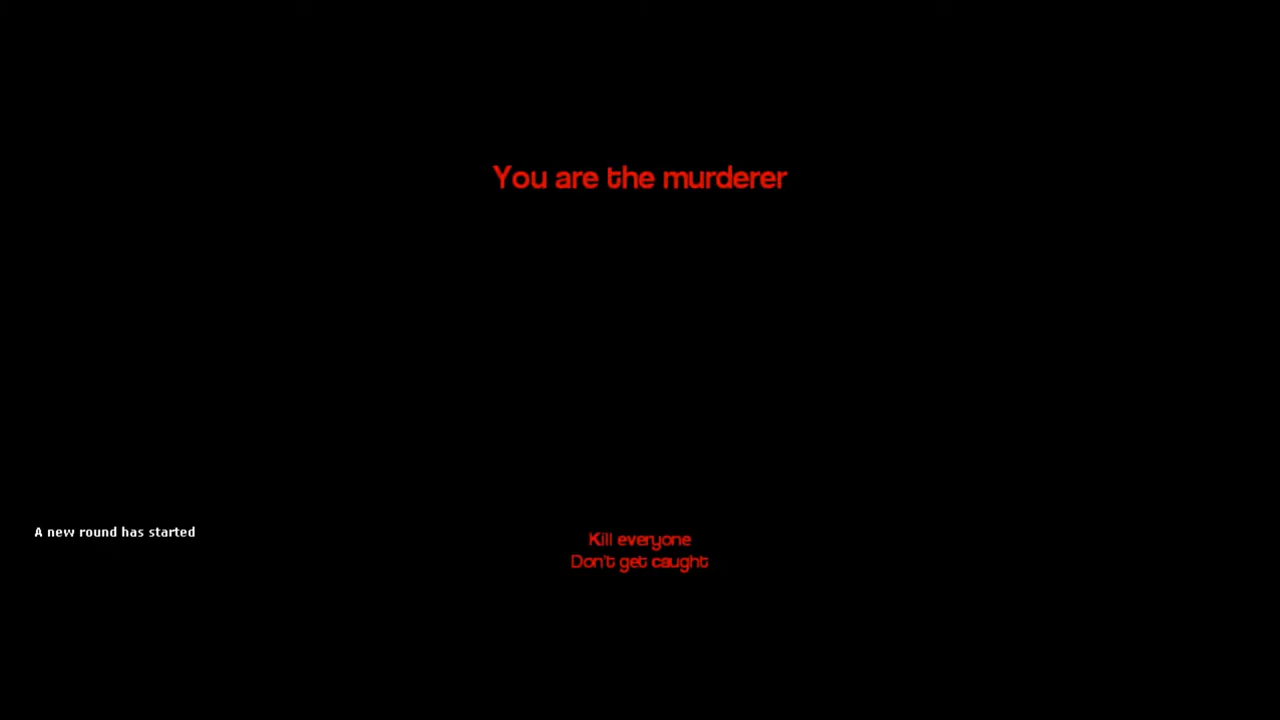 You are the murderer
A new round has started
Kill everyone
Don't get caught